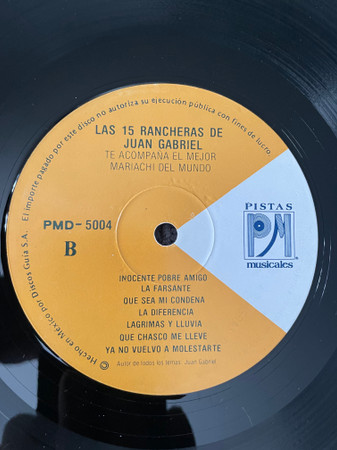 El importe pagado por este disco no autoriza su ejecución pública con fines de lucro.
LAS 15 RANCHERAS DE
JUAN GABRIEL
TE ACOMPAÑA EL MEJOR
MARIACHI DEL MUNDO
PMD-5004
B
PISTAS
PM
musicales
INOCENTE POBRE AMIGO
LA FARSANTE
QUE SEA MI CONDENA
LA DIFERENCIA
LAGRIMAS Y LLUVIA
QUE CHASCO ME LLEVE
YA NO VUELVO A MOLESTARTE
Autor de todos los temas: Juan Gabriel
© Hecho en México por Discos Guía S.A.